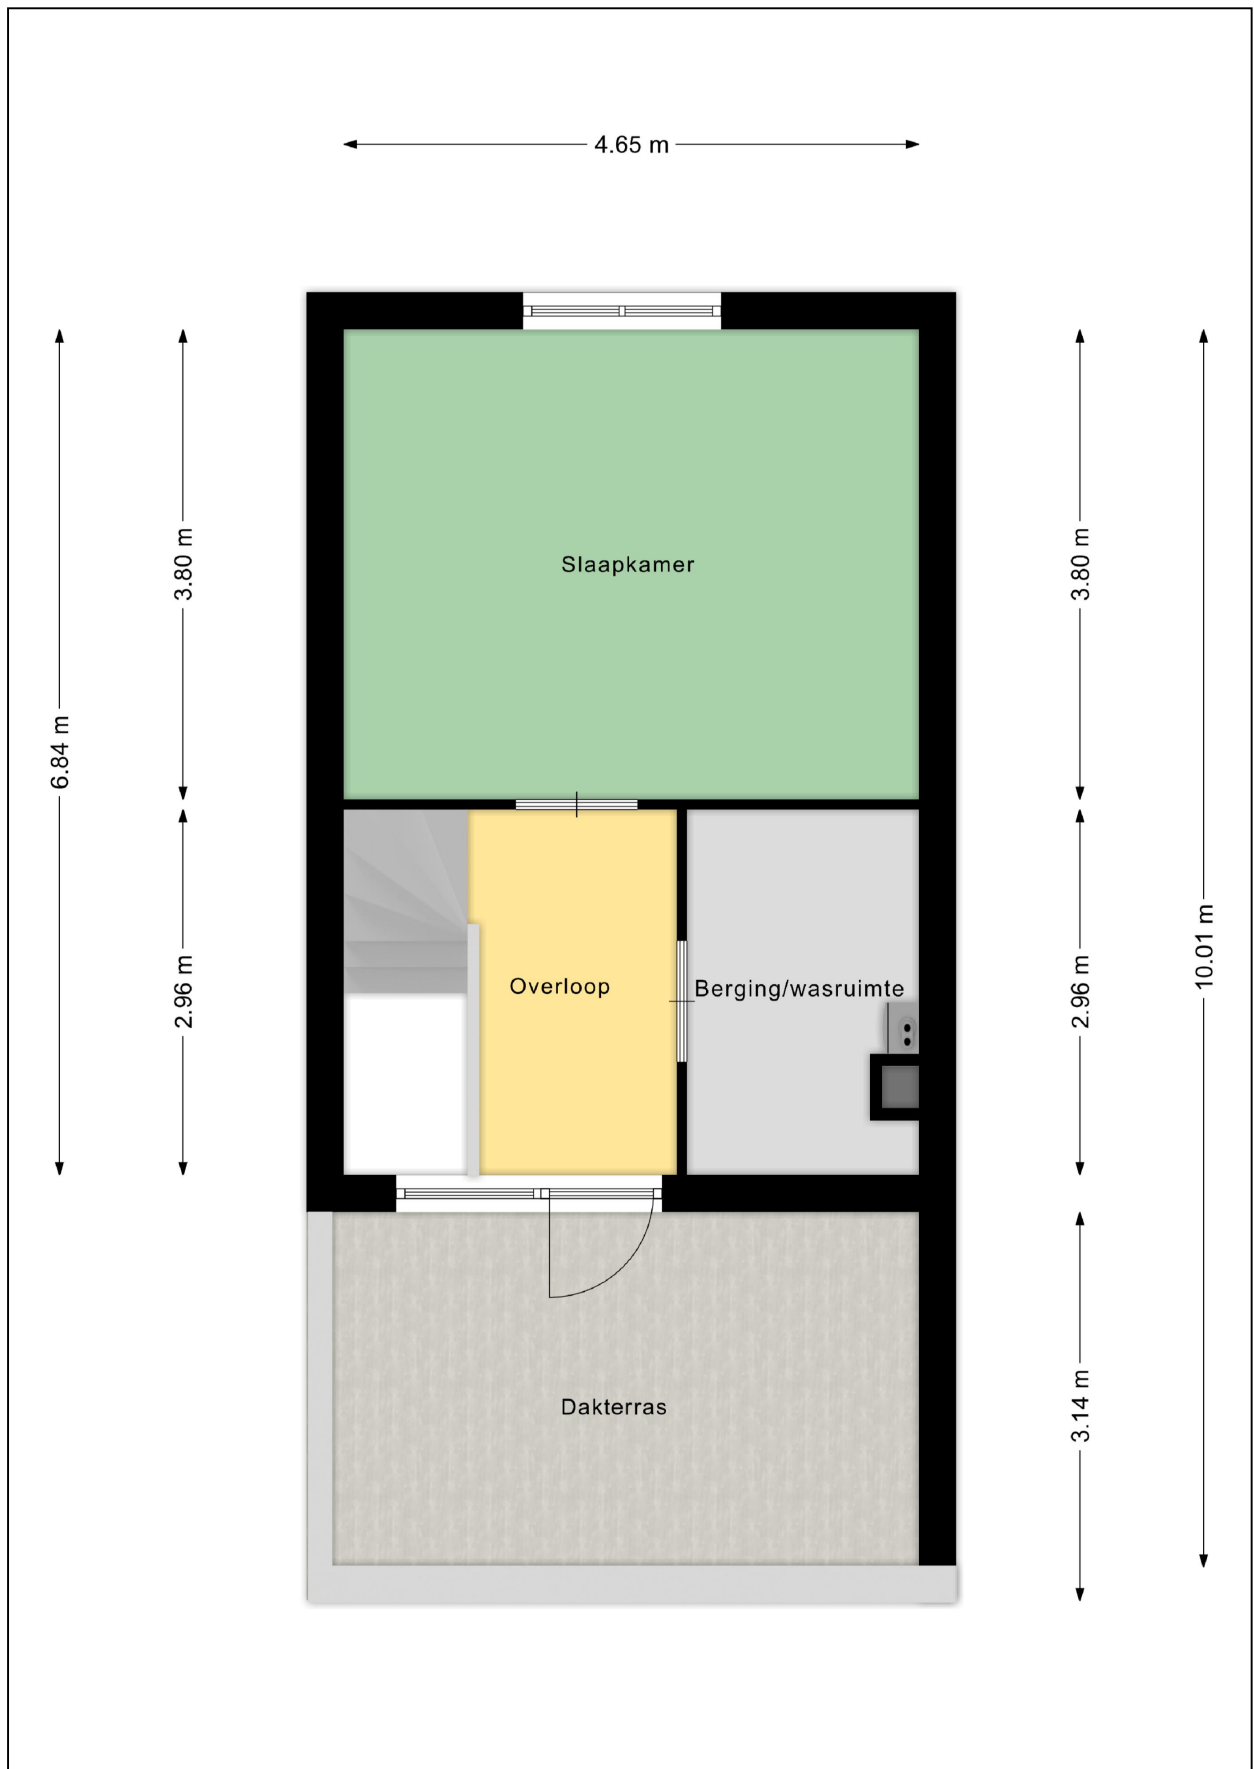 4.65 m
Slaapkamer
3.80 m
3.80 m
6.84 m
10.01 m
2.96 m
Overloop
Berging/wasruimte
2.96 m
Dakterras
3.14 m